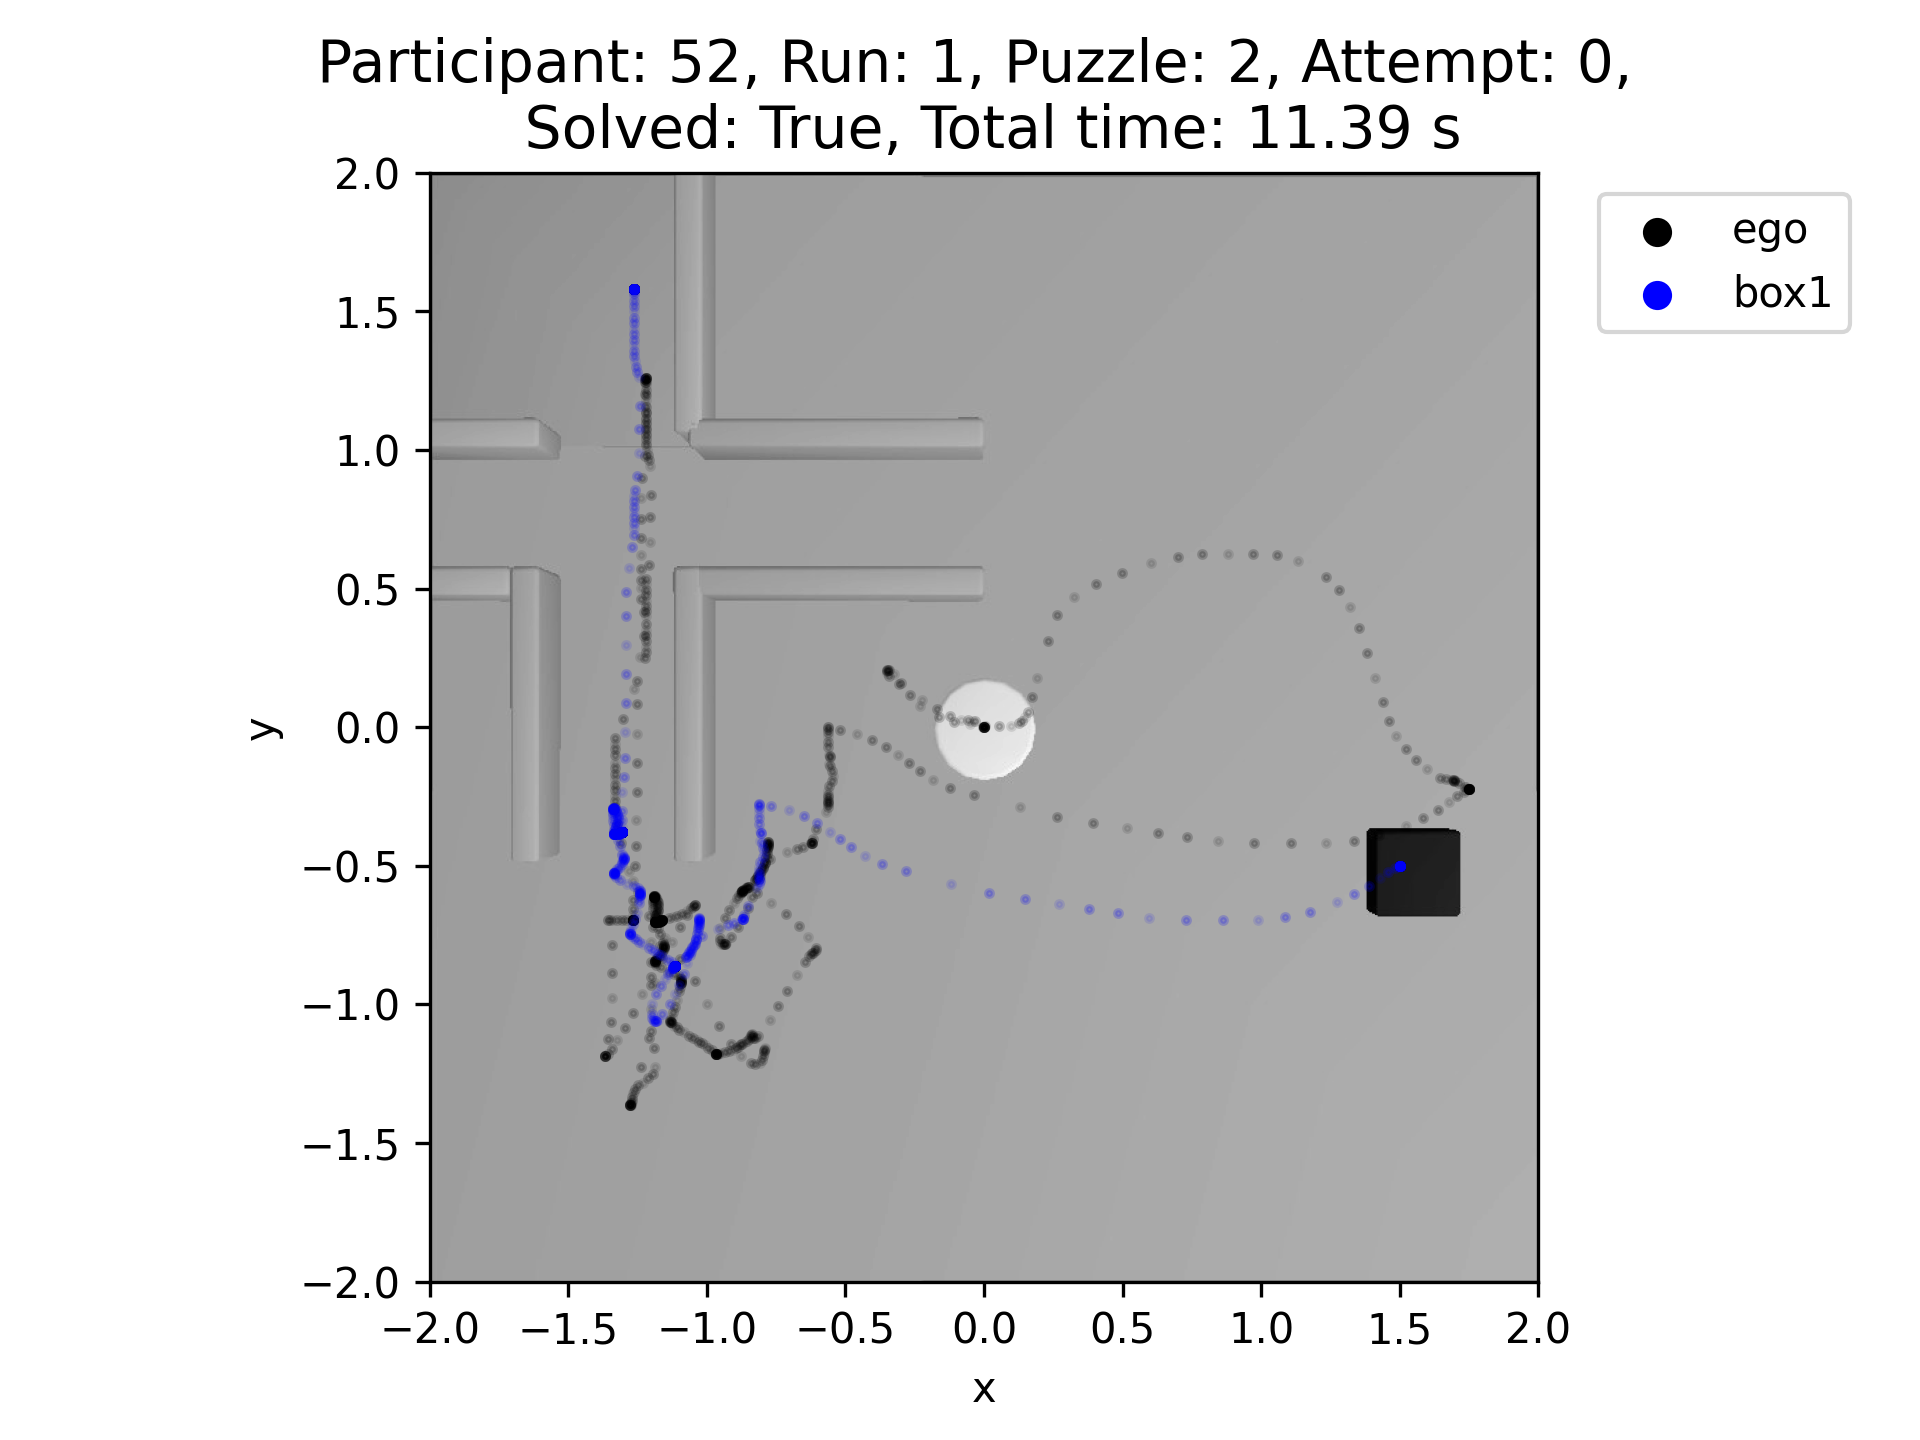 Participant: 52, Run: 1, Puzzle: 2, Attempt: 0,
Solved: True, Total time: 11.39 s
ego
box1
2.0
1.5
1.0
0.5
0.0
−0.5
−1.0
−1.5
−2.0
y
−2.0 −1.5 −1.0 −0.5 0.0 0.5 1.0 1.5 2.0
x